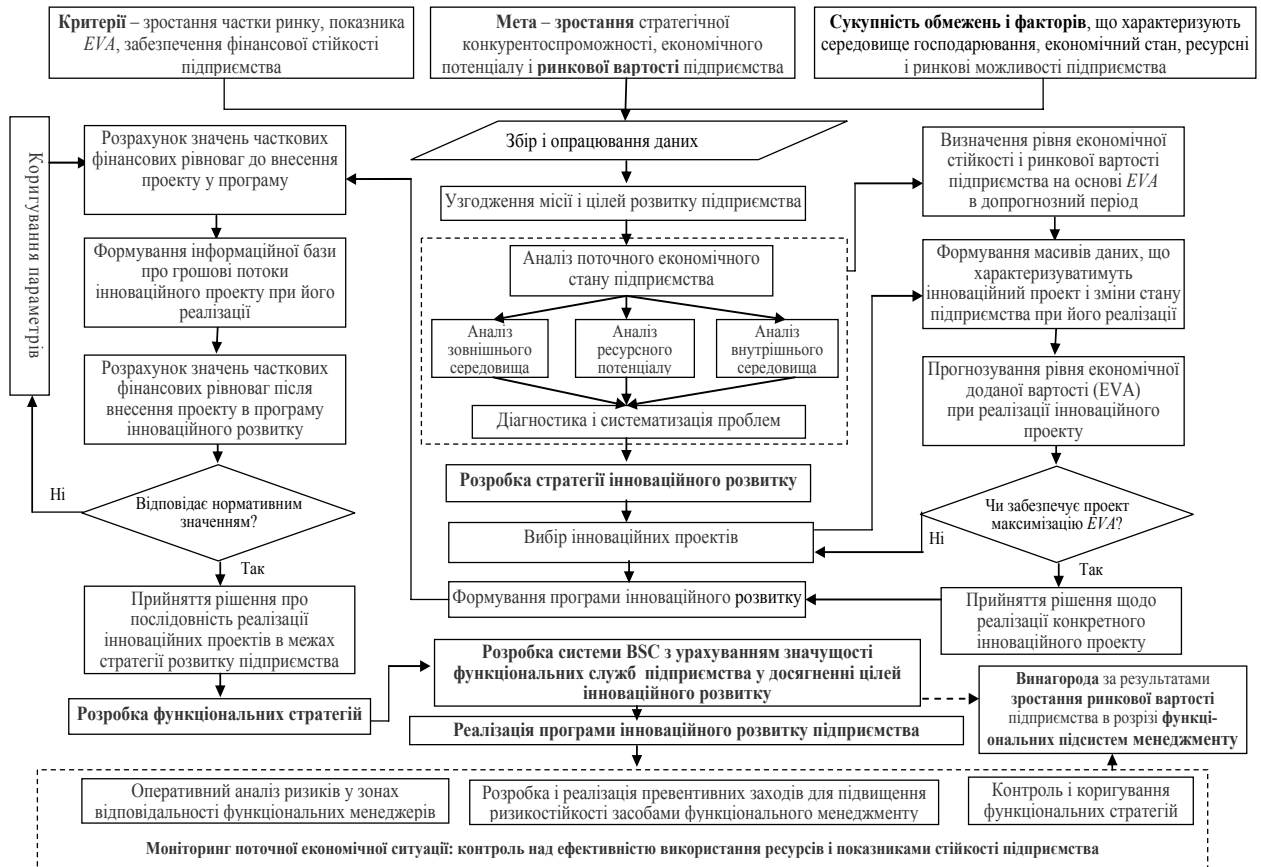 Критерії – зростання частки ринку, показника
EVA, забезпечення фінансової стійкості
підприємства
Мета – зростання стратегічної
конкурентоспроможності, економічного
потенціалу і ринкової вартості підприємства
Сукупність обмежень і факторів, що характеризують
середовище господарювання, економічний стан, ресурсні
і ринкові можливості підприємства
Коригування параметрів
Розрахунок значень часткових
фінансових рівноваг до внесення
проекту у програму
Формування інформаційної бази
про грошові потоки
інноваційного проекту при його
реалізації
Розрахунок значень часткових
фінансових рівноваг після
внесення проекту в програму
інноваційного розвитку
Ні
Відповідає нормативним
значенням?
Так
Прийняття рішення про
послідовність реалізації
інноваційних проектів в межах
стратегії розвитку підприємства
Розробка функціональних стратегій
Збір і опрацювання даних
Узгодження місії і цілей розвитку підприємства
Аналіз поточного економічного
стану підприємства
Аналіз
зовнішнього
середовища
Аналіз
ресурсного
потенціалу
Аналіз
внутрішнього
середовища
Діагностика і систематизація проблем
Розробка стратегії інноваційного розвитку
Вибір інноваційних проектів
Формування програми інноваційного розвитку
Визначення рівня економічної
стійкості і ринкової вартості
підприємства на основі EVA
в допрогнозний період
Формування масивів даних, що
характеризуватимуть
інноваційний проект і зміни стану
підприємства при його реалізації
Прогнозування рівня економічної
доданої вартості (EVA)
при реалізації інноваційного
проекту
Чи забезпечує проект
максимізацію EVA?
Ні
Так
Прийняття рішення щодо
реалізації конкретного
інноваційного проекту
Розробка системи BSC з урахуванням значущості
функціональних служб підприємства у досягненні цілей
інноваційного розвитку
Реалізація програми інноваційного розвитку підприємства
Винагорода за результатами
зростання ринкової вартості
підприємства в розрізі функці-
ональних підсистем менеджменту
Оперативний аналіз ризиків у зонах
відповідальності функціональних менеджерів
Розробка і реалізація превентивних заходів для підвищення
ризикостійкості засобами функціонального менеджменту
Контроль і коригування
функціональних стратегій
Моніторинг поточної економічної ситуації: контроль над ефективністю використання ресурсів і показниками стійкості підприємства